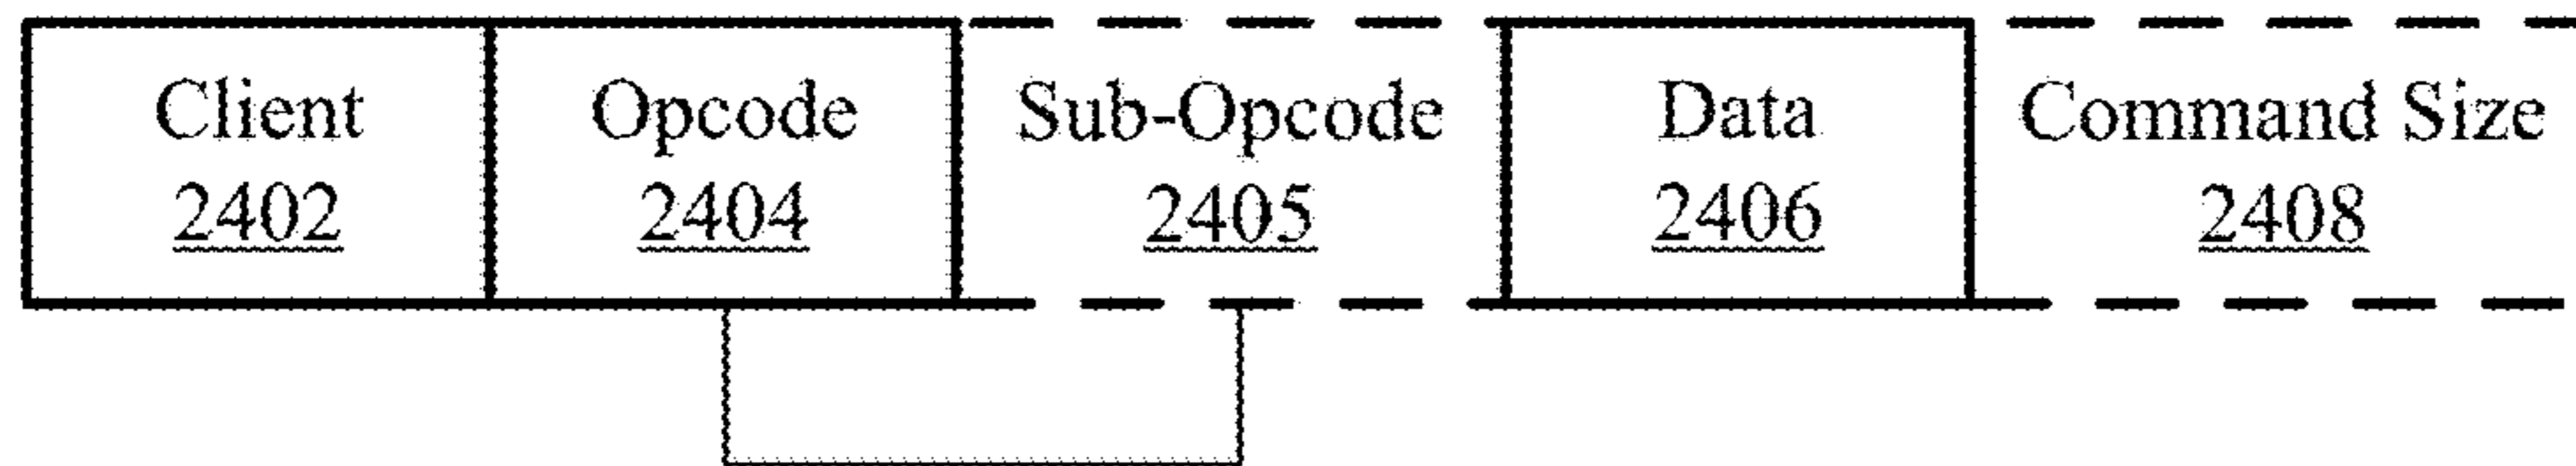 Client
2402
Opcode
2404
Sub-Opcode
2405
Data
2406
Command Size
2408